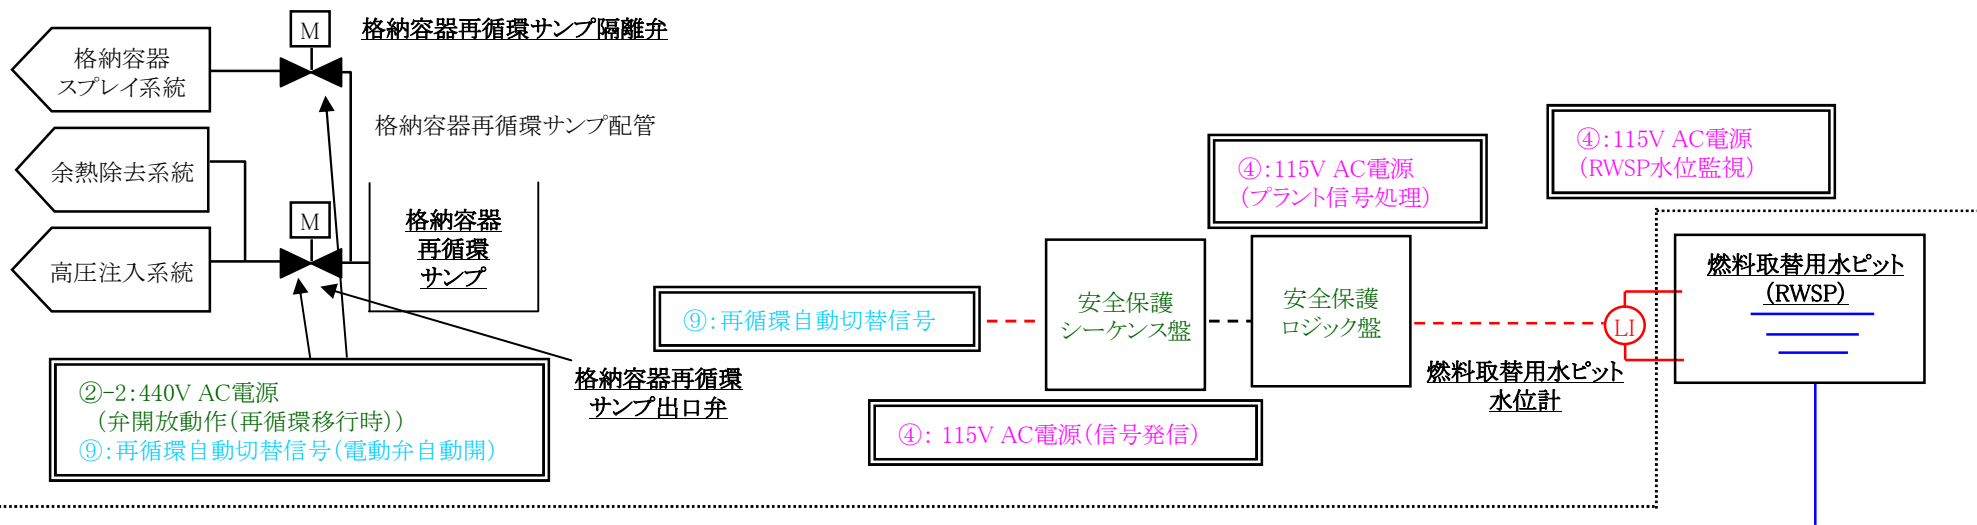 M
格納容器再循環サンプ隔離弁
格納容器
スプレイ系統
格納容器再循環サンプ配管
余熱除去系統
M
高圧注入系統
格納容器
再循環
サンプ
②-2:440V AC電源
(弁開放動作(再循環移行時))
⑨:再循環自動切替信号(電動弁自動開)
格納容器再循環
サンプ出口弁
⑨:再循環自動切替信号
安全保護
シーケンス盤
④: 115V AC電源(信号発信)
④:115V AC電源
(プラント信号処理)
安全保護
ロジック盤
④:115V AC電源
(RWSP水位監視)
LI
燃料取替用水ピット
水位計
燃料取替用水ピット
(RWSP)